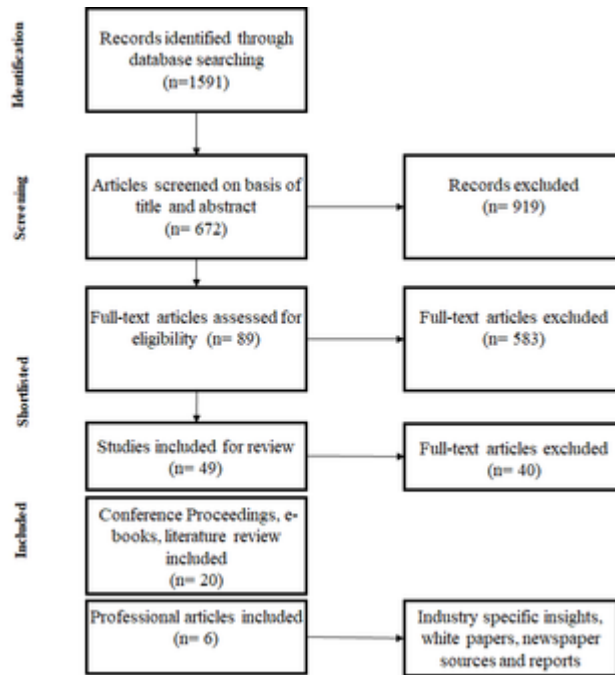 Identification
Records identified through
database searching
(n=1591)
Screening
Articles screened on basis of
title and abstract
(n= 672)
Records excluded
(n= 919)
Shortlisted
Full-text articles assessed for
eligibility (n= 89)
Full-text articles excluded
(n= 583)
Studies included for review
(n= 49)
Full-text articles excluded
(n= 40)
Included
Conference Proceedings, e-
books, literature review
included
(n= 20)
Professional articles included
(n= 6)
Industry specific insights,
white papers, newspaper
sources and reports